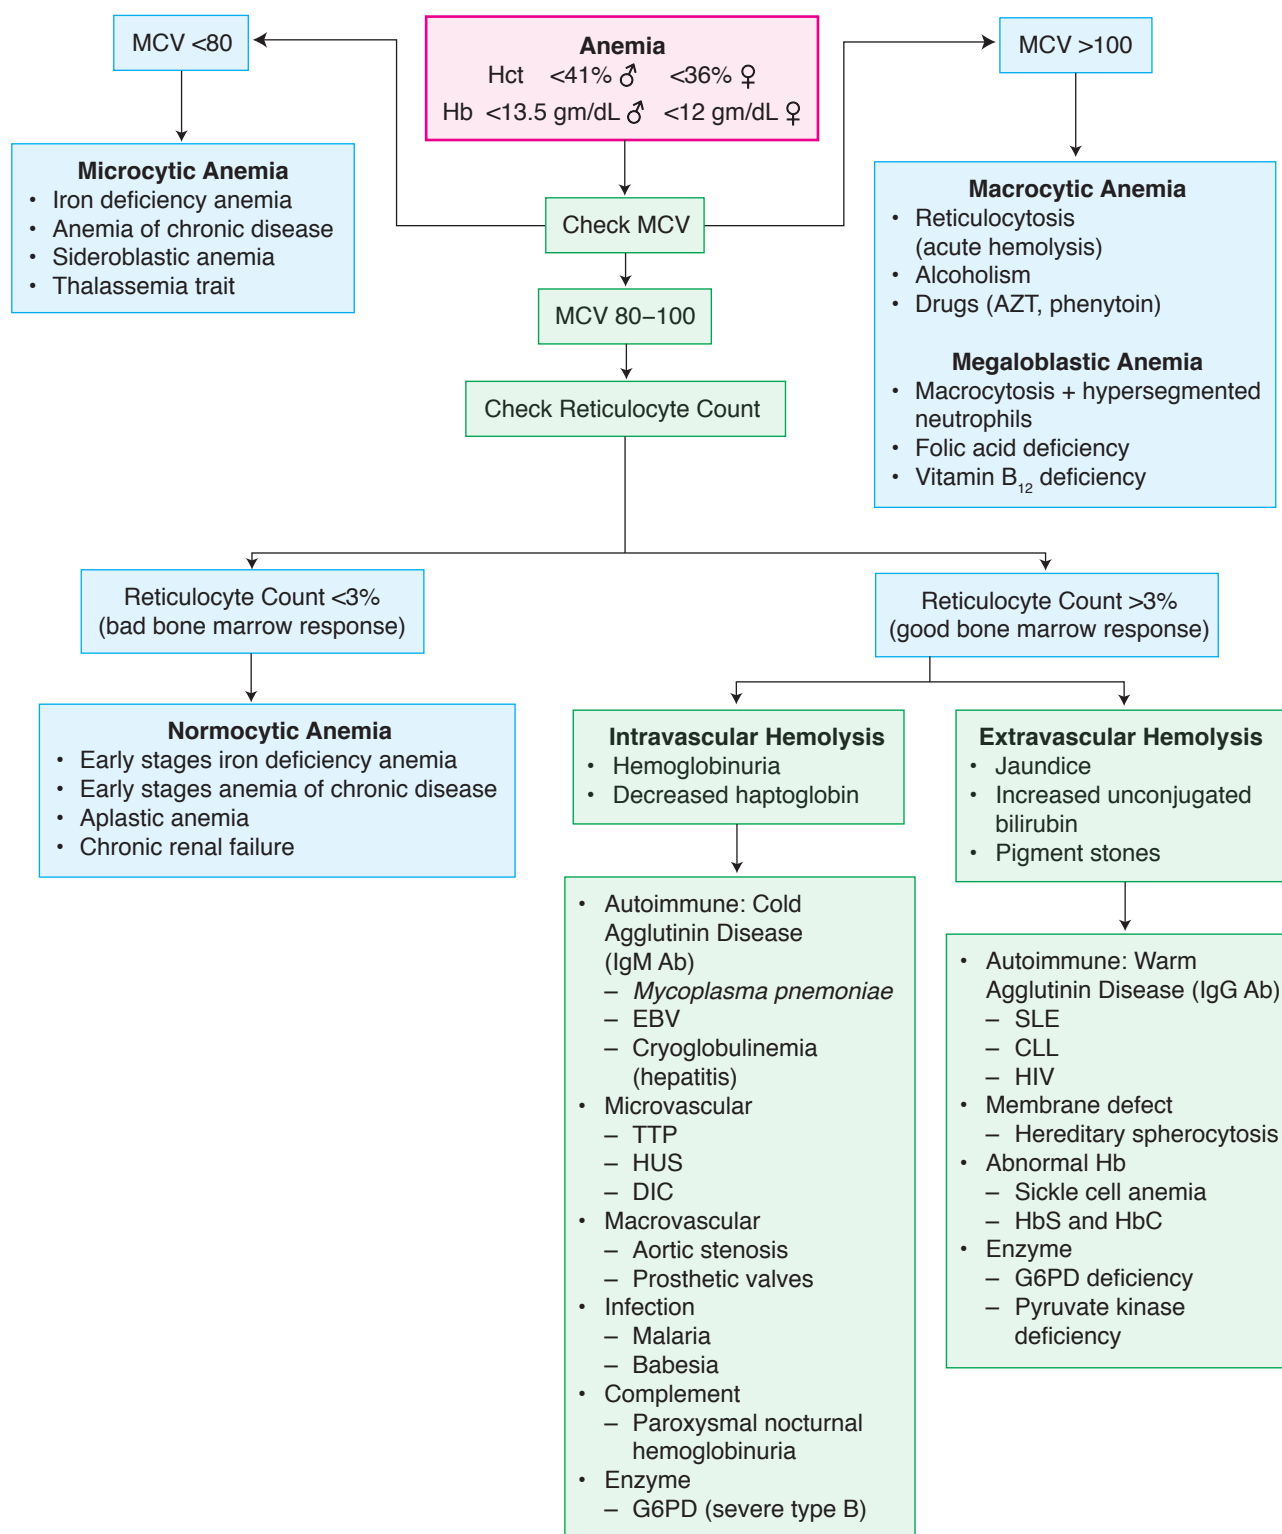 Anemia
Hct <41% ♂ <36% ♀
Hb <13.5 gm/dL ♂ <12 gm/dL ♀
MCV <80
MCV >100
Microcytic Anemia
• Iron deficiency anemia
• Anemia of chronic disease
• Sideroblastic anemia
• Thalassemia trait
Check MCV
MCV 80–100
Check Reticulocyte Count
Macrocytic Anemia
• Reticulocytosis
(acute hemolysis)
• Alcoholism
• Drugs (AZT, phenytoin)
Megaloblastic Anemia
• Macrocytosis + hypersegmented
neutrophils
• Folic acid deficiency
• Vitamin B12 deficiency
Reticulocyte Count <3%
(bad bone marrow response)
Reticulocyte Count >3%
(good bone marrow response)
Normocytic Anemia
• Early stages iron deficiency anemia
• Early stages anemia of chronic disease
• Aplastic anemia
• Chronic renal failure
Intravascular Hemolysis
• Hemoglobinuria
• Decreased haptoglobin
Extravascular Hemolysis
• Jaundice
• Increased unconjugated
bilirubin
• Pigment stones
• Autoimmune: Cold
Agglutinin Disease
(IgM Ab)
– Mycoplasma pnemoniae
– EBV
– Cryoglobulinemia
(hepatitis)
• Microvascular
– TTP
– HUS
– DIC
• Macrovascular
– Aortic stenosis
– Prosthetic valves
• Infection
– Malaria
– Babesia
• Complement
– Paroxysmal nocturnal
hemoglobinuria
• Enzyme
– G6PD (severe type B)
• Autoimmune: Warm
Agglutinin Disease (IgG Ab)
– SLE
– CLL
– HIV
• Membrane defect
– Hereditary spherocytosis
• Abnormal Hb
– Sickle cell anemia
– HbS and HbC
• Enzyme
– G6PD deficiency
– Pyruvate kinase
deficiency